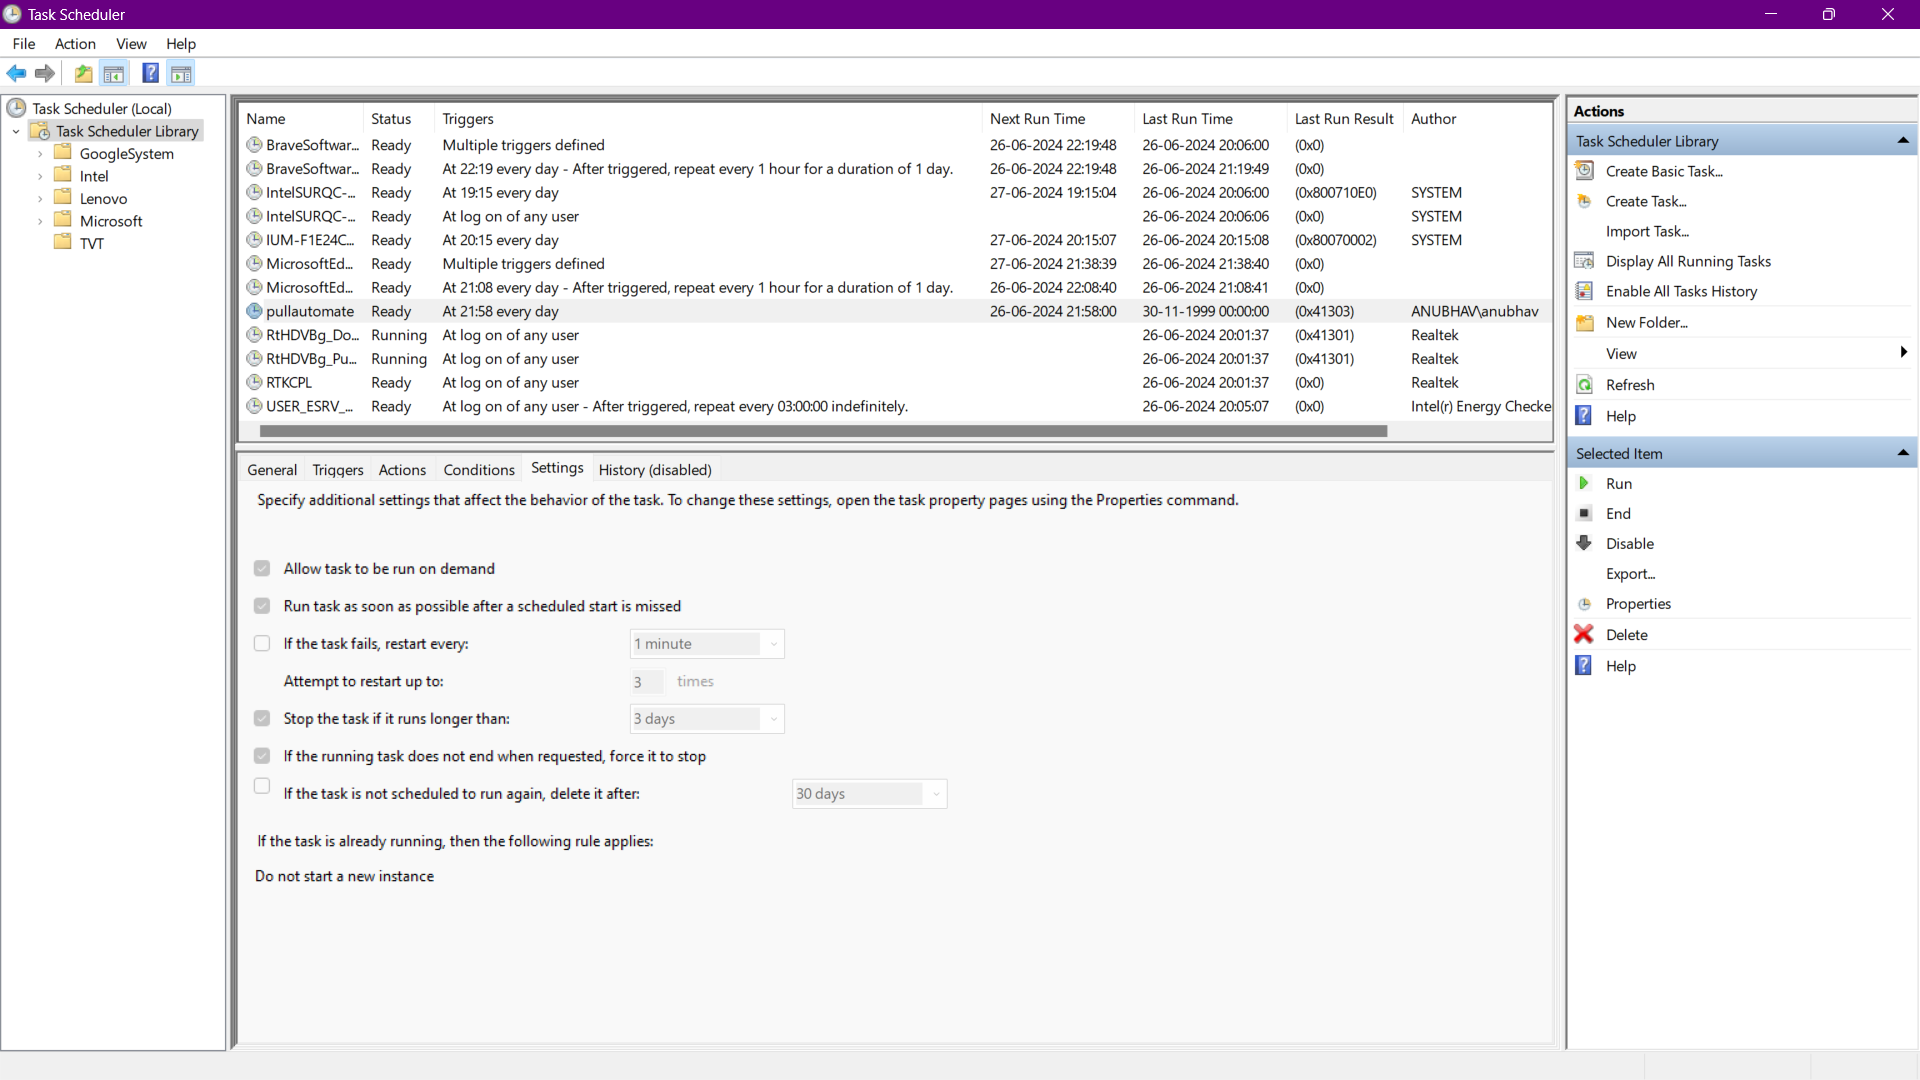 Task Scheduler
File Action View Help
Task Scheduler (Local)
Task Scheduler Library
GoogleSystem
Intel
Lenovo
Microsoft
TVT
Name Status Triggers Next Run Time Last Run Time Last Run Result Author
BraveSoftwar... Ready Multiple triggers defined 26-06-2024 22:19:48 26-06-2024 20:06:00 (0x0)
BraveSoftwar... Ready At 22:19 every day - After triggered, repeat every 1 hour for a duration of 1 day. 26-06-2024 22:19:48 26-06-2024 21:19:49 (0x0)
IntelSURQC-... Ready At 19:15 every day 27-06-2024 19:15:04 26-06-2024 20:06:00 (0x800710E0) SYSTEM
IntelSURQC-... Ready At log on of any user 26-06-2024 20:06:06 (0x0) SYSTEM
IUM-F1E24C... Ready At 20:15 every day 27-06-2024 20:15:07 26-06-2024 20:15:08 (0x80070002) SYSTEM
MicrosoftEd... Ready Multiple triggers defined 27-06-2024 21:38:39 26-06-2024 21:38:40 (0x0)
MicrosoftEd... Ready At 21:08 every day - After triggered, repeat every 1 hour for a duration of 1 day. 26-06-2024 22:08:40 26-06-2024 21:08:41 (0x0)
pullautomate Ready At 21:58 every day 26-06-2024 21:58:00 30-11-1999 00:00:00 (0x41303) ANUBHAV\anubhav
RtHDVBg_Do... Running At log on of any user 26-06-2024 20:01:37 (0x41301) Realtek
RtHDVBg_Pu... Running At log on of any user 26-06-2024 20:01:37 (0x41301) Realtek
RTKCPL Ready At log on of any user 26-06-2024 20:01:37 (0x0) Realtek
USER_ESRV_... Ready At log on of any user - After triggered, repeat every 03:00:00 indefinitely. 26-06-2024 20:05:07 (0x0) Intel(r) Energy Checke
General Triggers Actions Conditions Settings History (disabled)
Specify additional settings that affect the behavior of the task. To change these settings, open the task property pages using the Properties command.
Allow task to be run on demand
Run task as soon as possible after a scheduled start is missed
If the task fails, restart every: 1 minute
Attempt to restart up to: 3 times
Stop the task if it runs longer than: 3 days
If the running task does not end when requested, force it to stop
If the task is not scheduled to run again, delete it after: 30 days
If the task is already running, then the following rule applies:
Do not start a new instance
Actions
Task Scheduler Library
Create Basic Task...
Create Task...
Import Task...
Display All Running Tasks
Enable All Tasks History
New Folder...
View
Refresh
Help
Selected Item
Run
End
Disable
Export...
Properties
Delete
Help